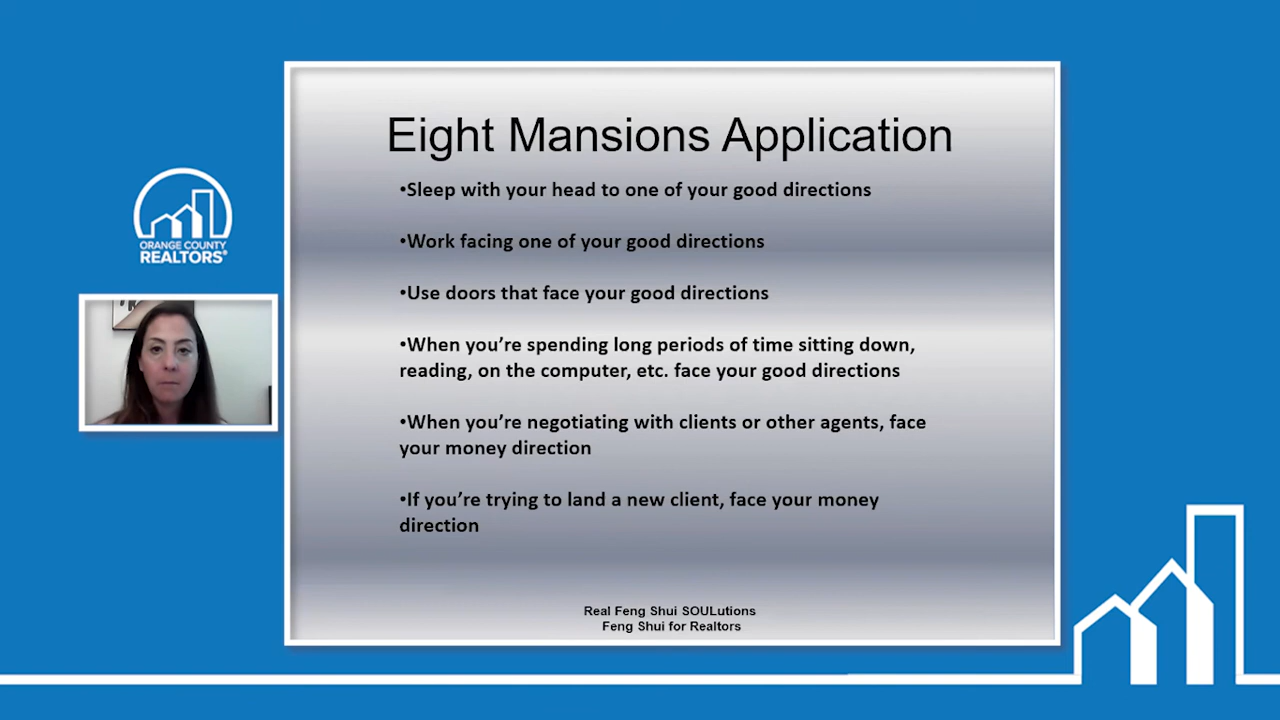 Eight Mansions Application
•Sleep with your head to one of your good directions
•Work facing one of your good directions
•Use doors that face your good directions
•When you’re spending long periods of time sitting down,
reading, on the computer, etc. face your good directions
•When you’re negotiating with clients or other agents, face
your money direction
•If you’re trying to land a new client, face your money
direction
Real Feng Shui SOULutions
Feng Shui for Realtors
ORANGE COUNTY
REALTORS®